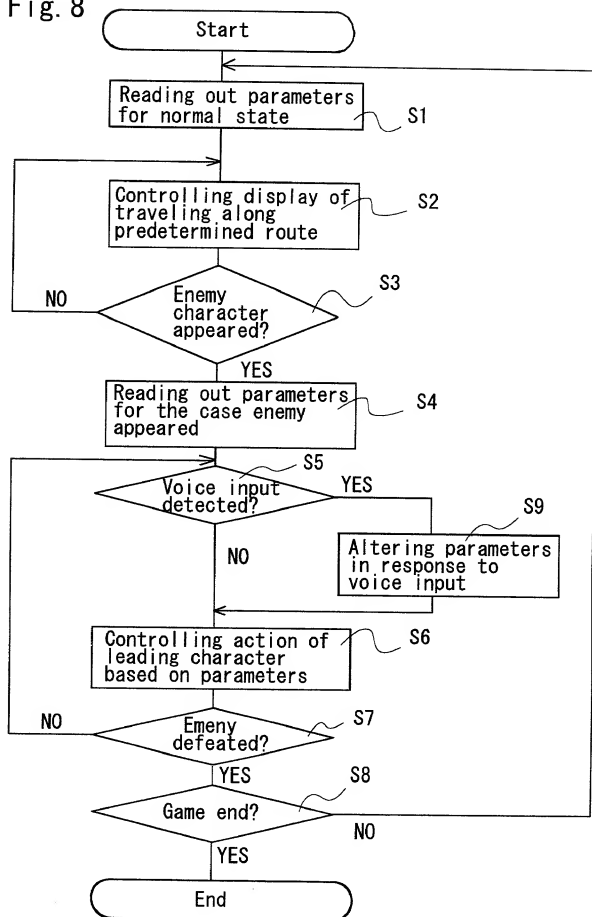 Fig. 8
Start
Reading out parameters
for normal state
S1
Controlling display of
traveling along
predetermined route
S2
Enemy
character
appeared?
S3
NO
YES
Reading out parameters
for the case enemy
appeared
S4
S5
Voice input
detected?
YES
S9
Altering parameters
in response to
voice input
NO
Controlling action of
leading character
based on parameters
S6
Emeny
defeated?
S7
NO
YES
S8
Game end?
NO
YES
End